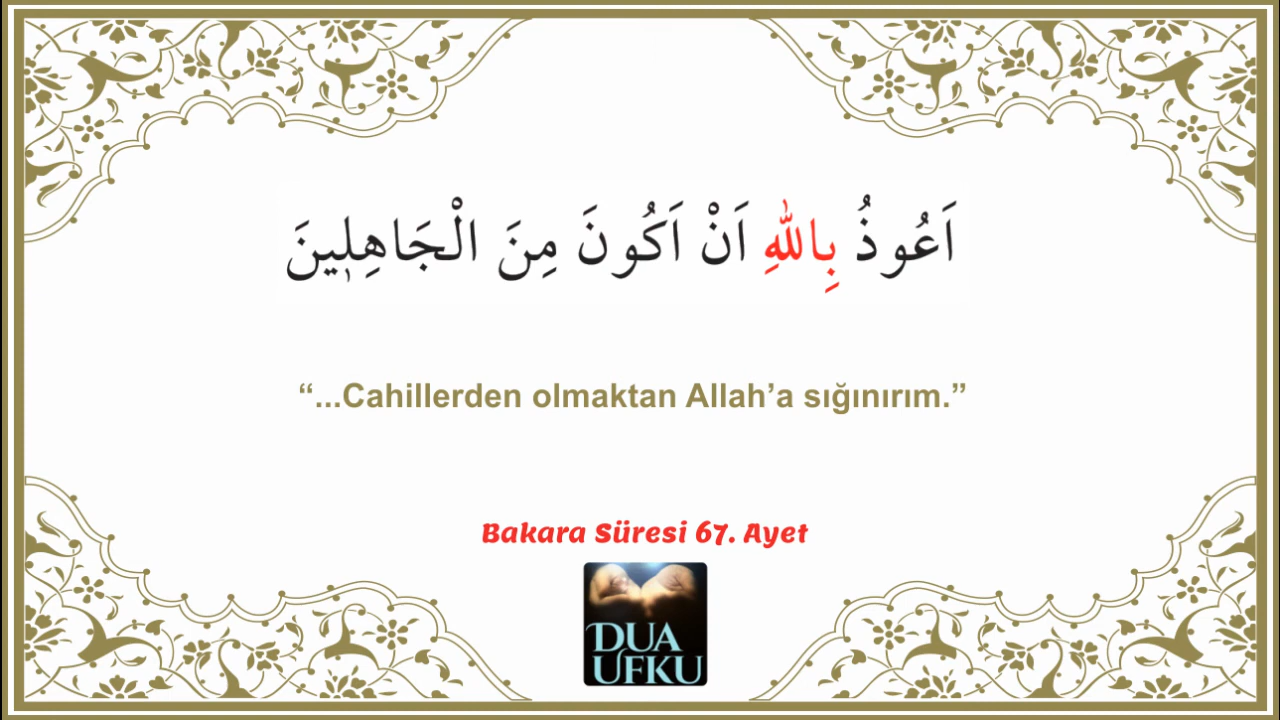 اَعُوذُ بِاللّٰهِ اَنْ اَكُونَ مِنَ الْجَاهِلٖينَ
“...Cahillerden olmaktan Allah’a sığınırım.”
Bakara Süresi 67. Ayet
DUA
UFKU